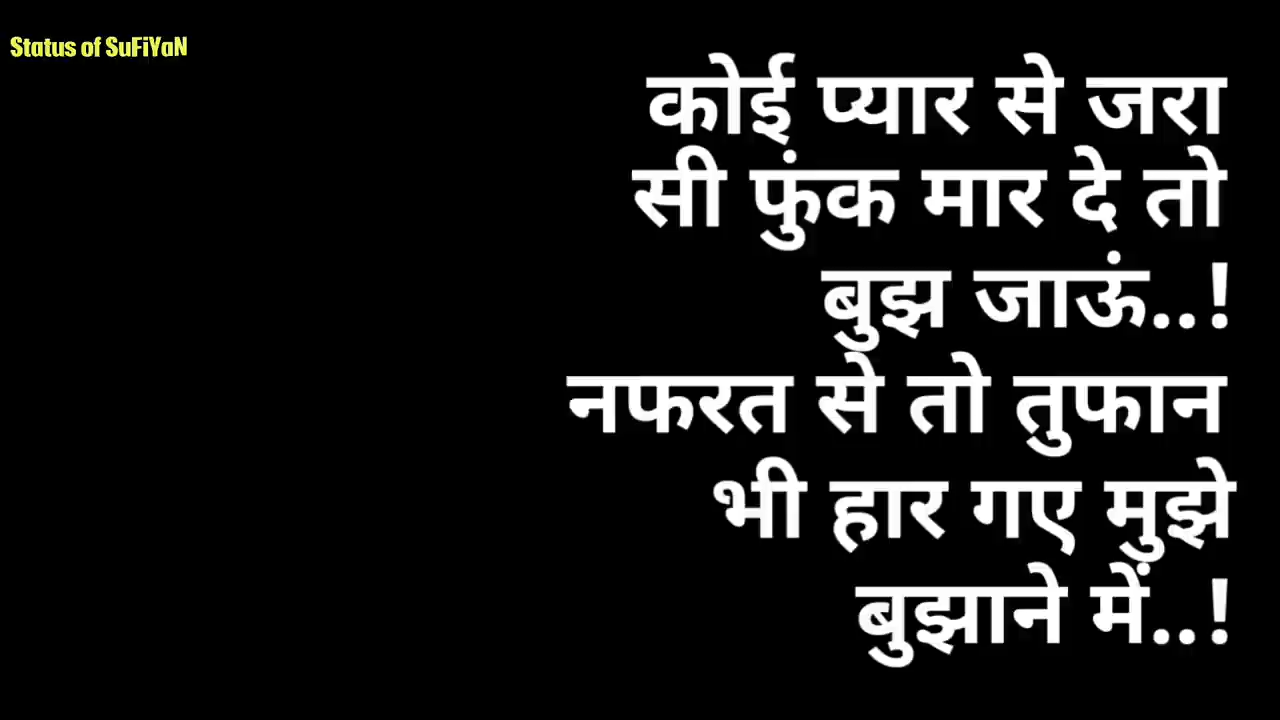 Status of SuFiYaN
कोई प्यार से जरा
सी फुंक मार दे तो
बुझ जाऊं..!
नफरत से तो तुफान
भी हार गए मुझे
बुझाने में..!